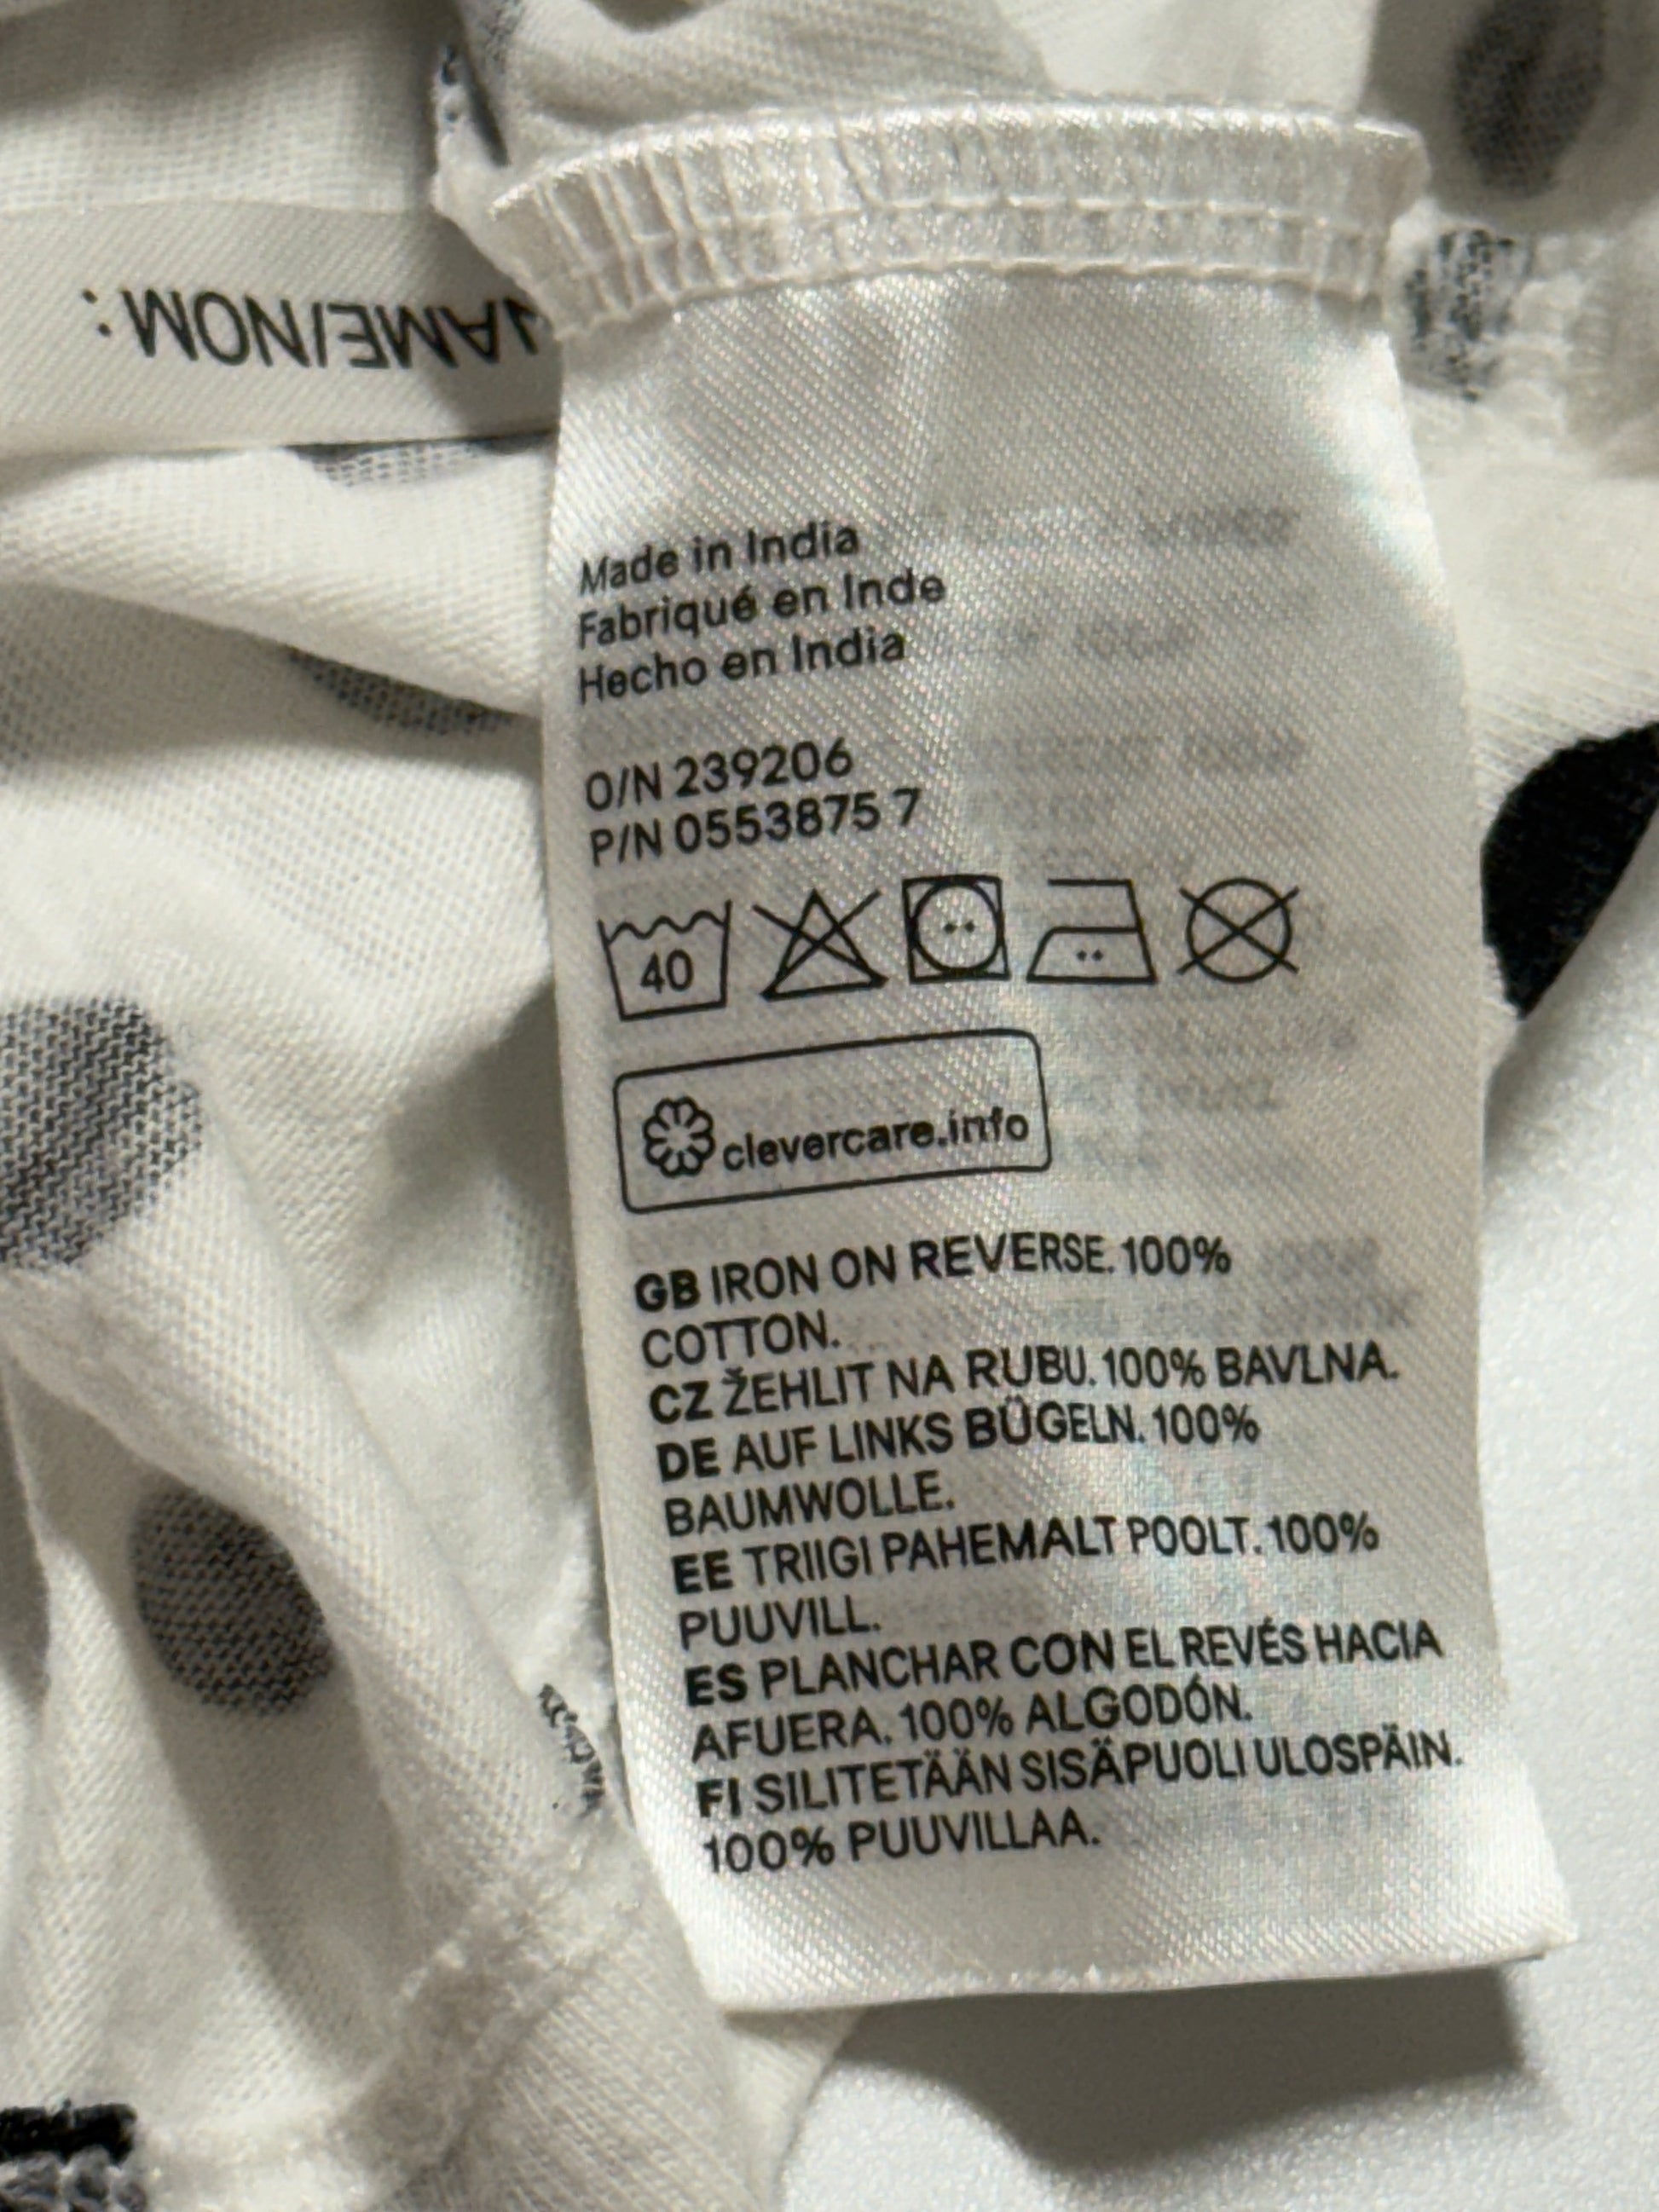 NAME/NOM :
Made in India
Fabriqué en Inde
Hecho en India
O/N 239206
P/N 0553875 7
40
clevercare.info
GB IRON ON REVERSE. 100%
COTTON.
CZ ŽEHLIT NA RUBU. 100% BAVLNA.
DE AUF LINKS BÜGELN. 100%
BAUMWOLLE.
EE TRIIGI PAHEMALT POOLT. 100%
PUUVILL.
ES PLANCHAR CON EL REVÉS HACIA
AFUERA. 100% ALGODÓN.
FI SILITETÄÄN SISÄPUOLI ULOSPÄIN.
100% PUUVILLAA.